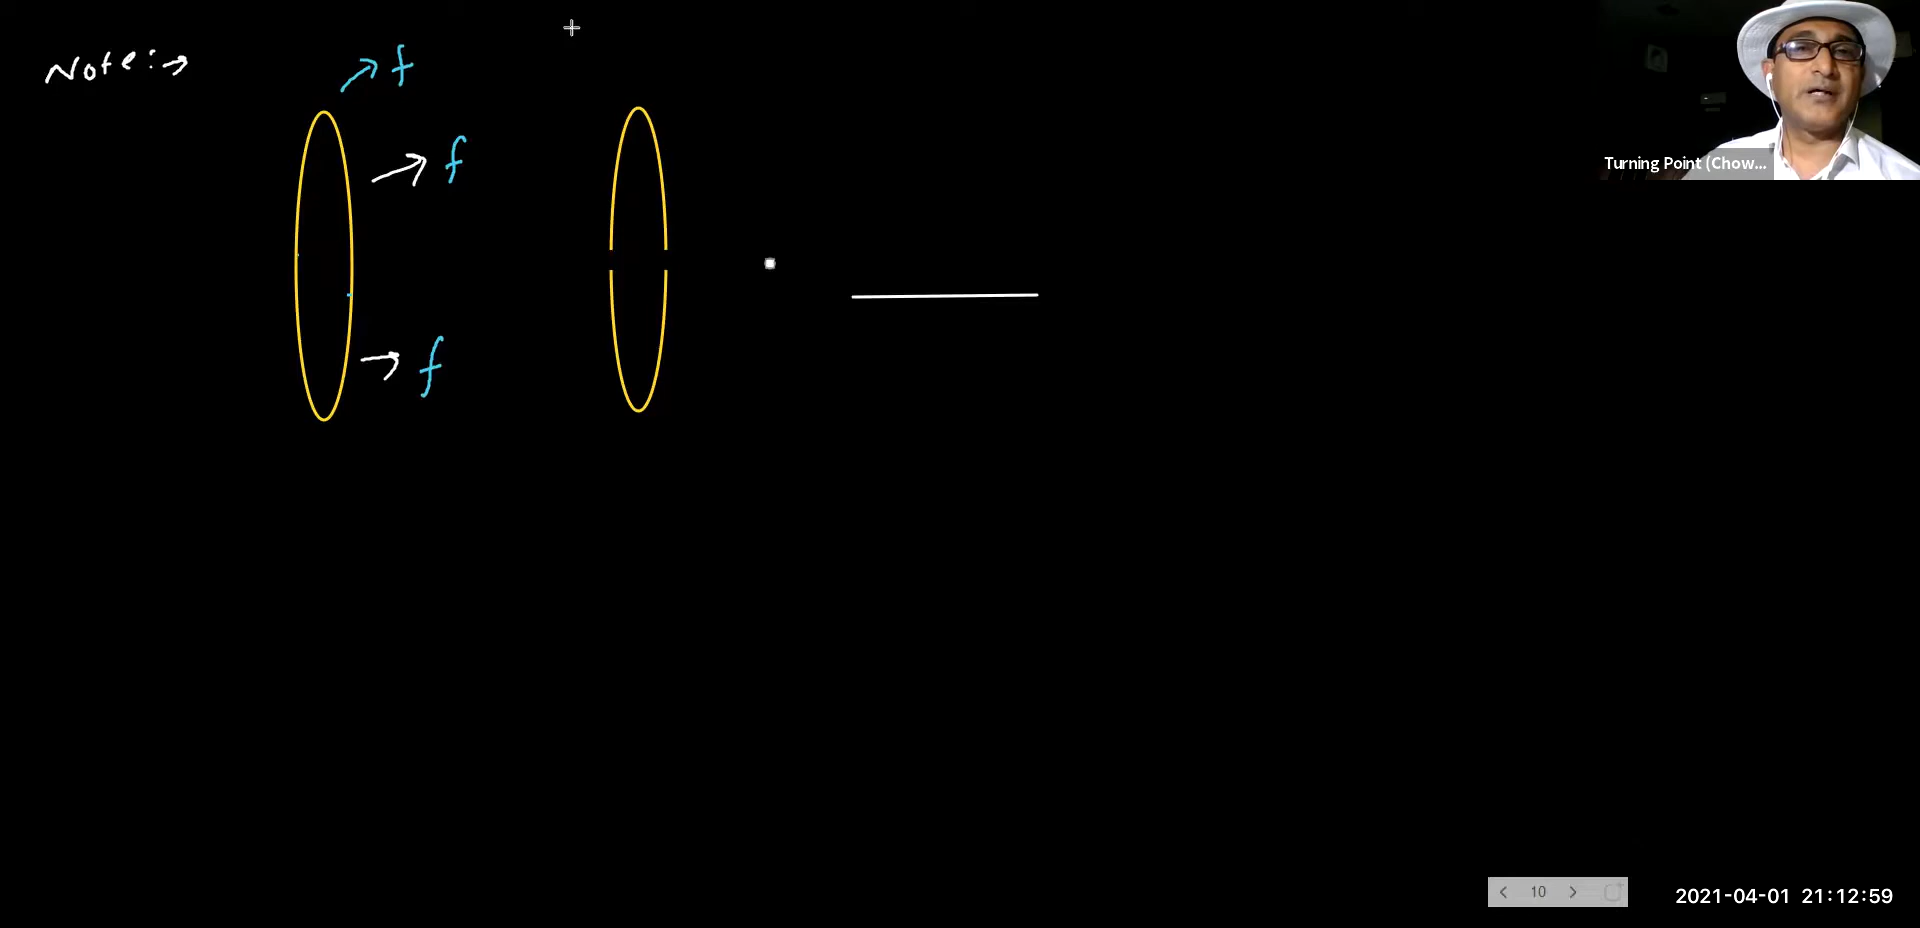 Note:→
→ f
→ f
Turning Point (Chow...
→ f
10
2021-04-01 21:12:59